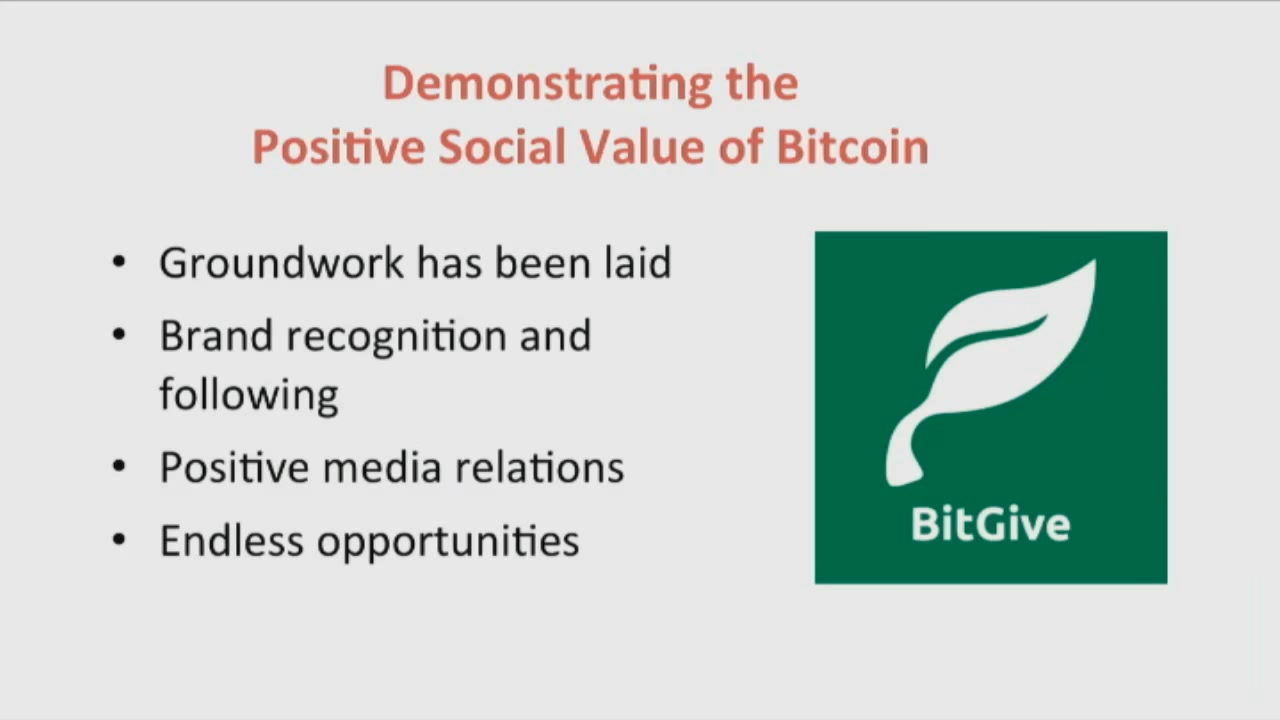 Demonstrating the
Positive Social Value of Bitcoin
• Groundwork has been laid
• Brand recognition and
following
• Positive media relations
• Endless opportunities
BitGive